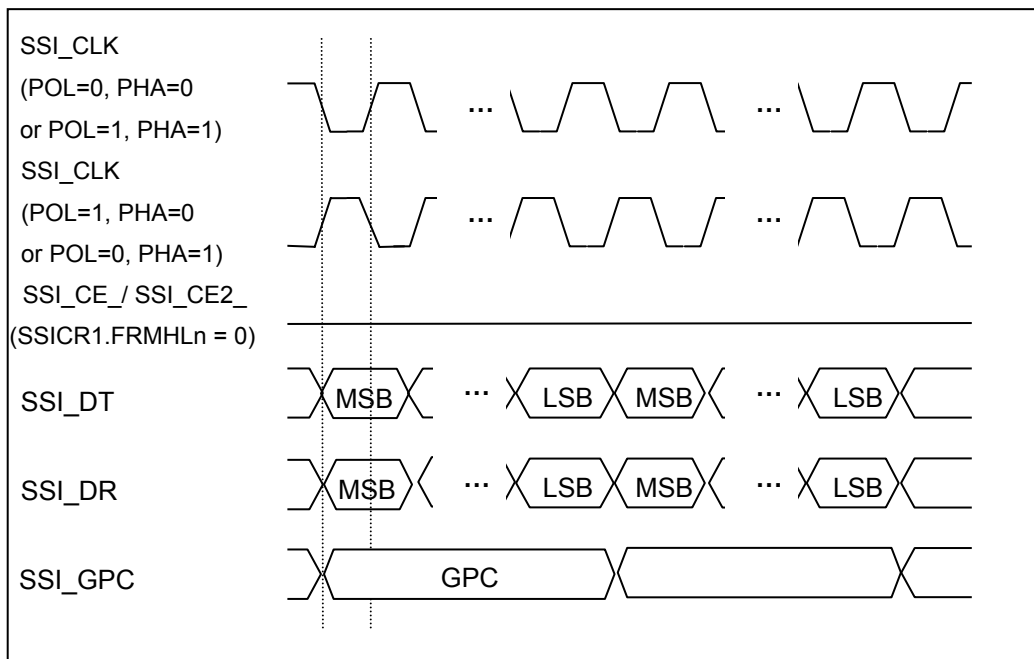 SSI_CLK
(POL=0, PHA=0
or POL=1, PHA=1)
... ...
SSI_CLK
(POL=1, PHA=0
or POL=0, PHA=1)
... ...
SSI_CE_/ SSI_CE2_
(SSICR1.FRMHLn = 0)
SSI_DT MSB ... LSB MSB ... LSB
SSI_DR MSB ... LSB MSB ... LSB
SSI_GPC GPC